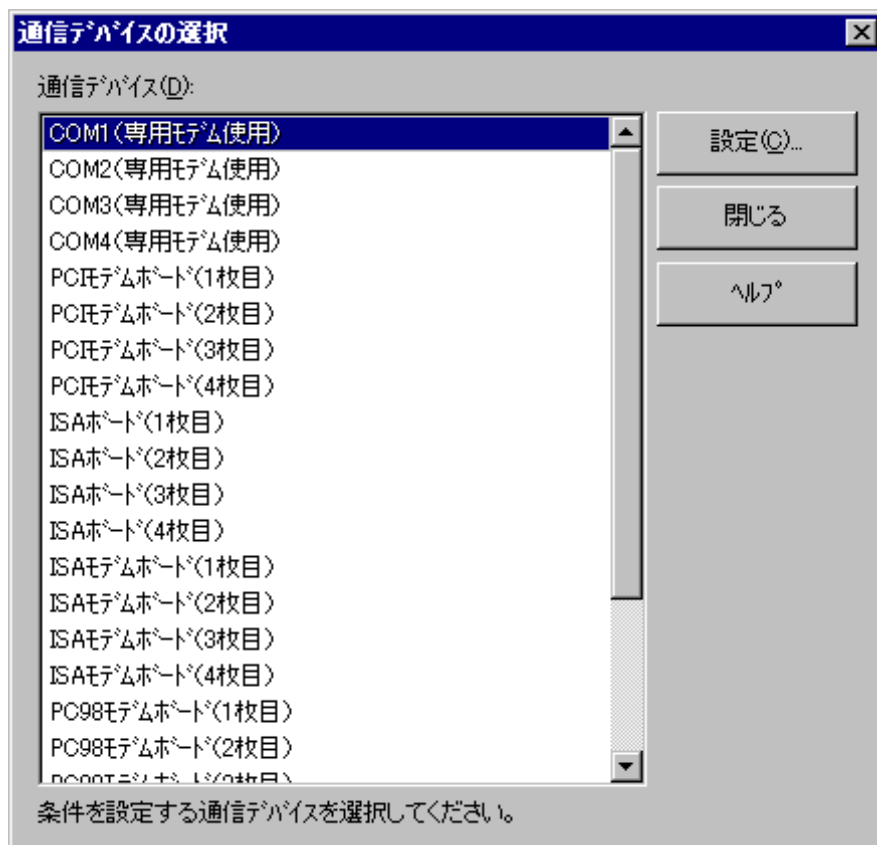 通信ﾃﾞﾊﾞｲｽの選択
通信ﾃﾞﾊﾞｲｽ(D):
COM1(専用ﾓﾃﾞﾑ使用)
COM2(専用ﾓﾃﾞﾑ使用)
COM3(専用ﾓﾃﾞﾑ使用)
COM4(専用ﾓﾃﾞﾑ使用)
PCIﾓﾃﾞﾑﾎﾞｰﾄﾞ(1枚目)
PCIﾓﾃﾞﾑﾎﾞｰﾄﾞ(2枚目)
PCIﾓﾃﾞﾑﾎﾞｰﾄﾞ(3枚目)
PCIﾓﾃﾞﾑﾎﾞｰﾄﾞ(4枚目)
ISAﾎﾞｰﾄﾞ(1枚目)
ISAﾎﾞｰﾄﾞ(2枚目)
ISAﾎﾞｰﾄﾞ(3枚目)
ISAﾎﾞｰﾄﾞ(4枚目)
ISAﾓﾃﾞﾑﾎﾞｰﾄﾞ(1枚目)
ISAﾓﾃﾞﾑﾎﾞｰﾄﾞ(2枚目)
ISAﾓﾃﾞﾑﾎﾞｰﾄﾞ(3枚目)
ISAﾓﾃﾞﾑﾎﾞｰﾄﾞ(4枚目)
PC98ﾓﾃﾞﾑﾎﾞｰﾄﾞ(1枚目)
PC98ﾓﾃﾞﾑﾎﾞｰﾄﾞ(2枚目)
設定(C)...
閉じる
ﾍﾙﾌﾟ
条件を設定する通信ﾃﾞﾊﾞｲｽを選択してください。